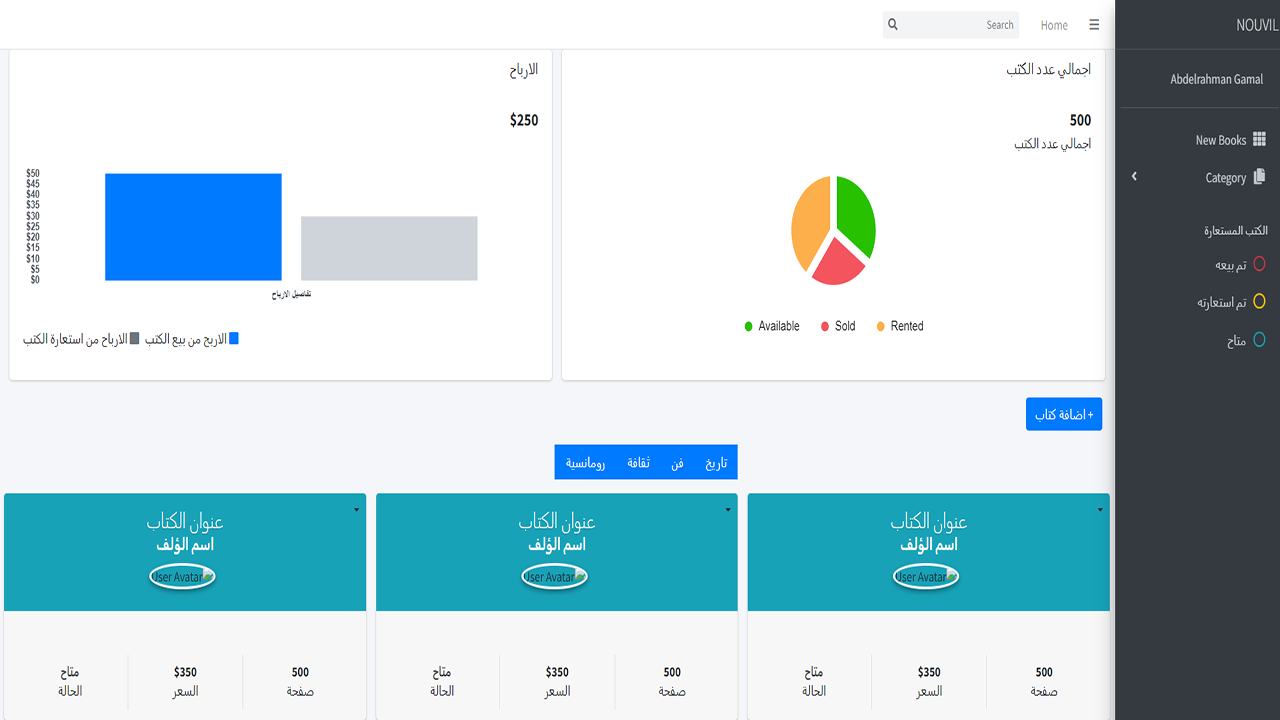 NOUVIL
Search
Home
Abdelrahman Gamal
New Books
Category
الكتب المستعارة
تم بيعه
تم استعارته
متاح
اجمالي عدد الكتب
500
اجمالي عدد الكتب
Available
Sold
Rented
الارباح
$250
$50
$45
$40
$35
$30
$25
$20
$15
$10
$5
$0
تفاصيل الارباح
الاربح من بيع الكتب
الارباح من استعارة الكتب
+ اضافة كتاب
تاريخ فن ثقافة رومانسية
عنوان الكتاب
اسم الؤلف
User Avatar
500
صفحة
$350
السعر
متاح
الحالة
عنوان الكتاب
اسم الؤلف
User Avatar
500
صفحة
$350
السعر
متاح
الحالة
عنوان الكتاب
اسم الؤلف
User Avatar
500
صفحة
$350
السعر
متاح
الحالة